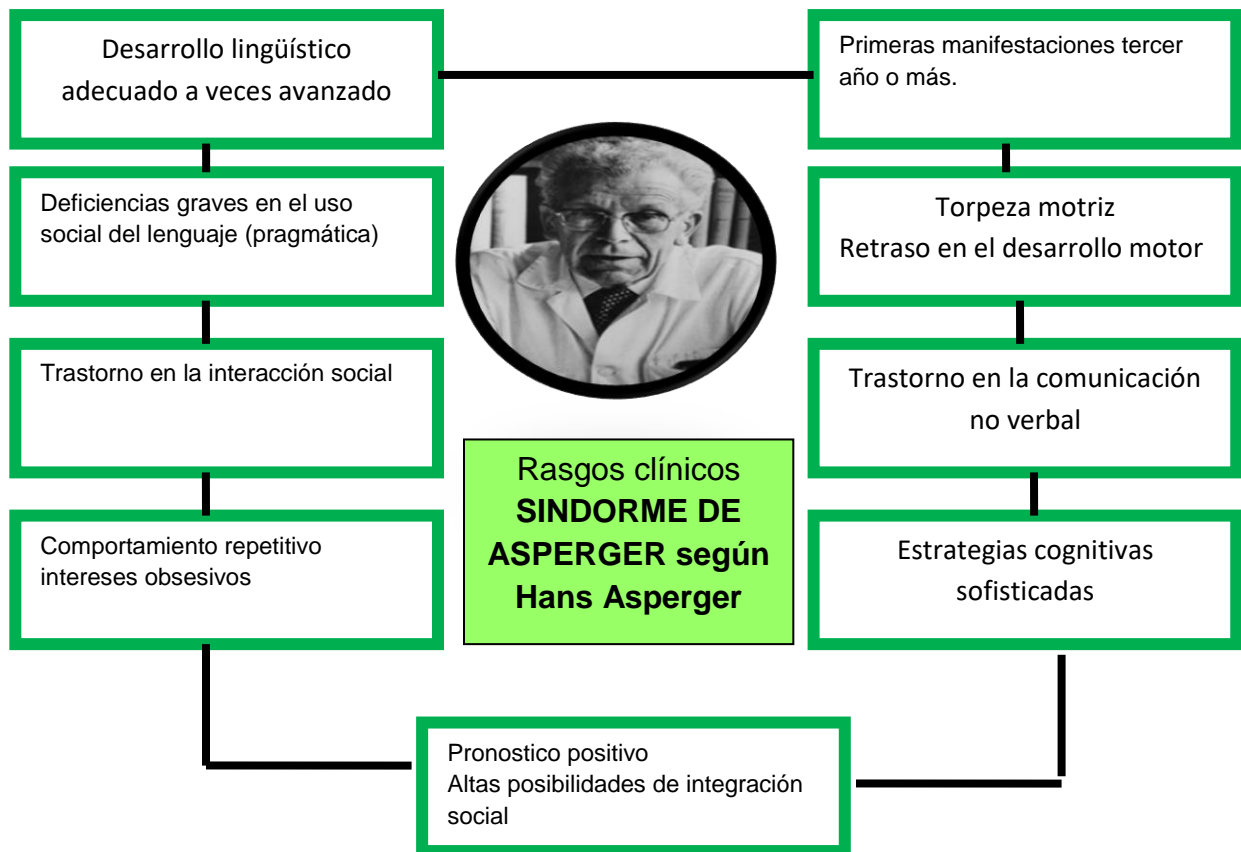 Desarrollo lingüístico
adecuado a veces avanzado
Primeras manifestaciones tercer
año o más.
Deficiencias graves en el uso
social del lenguaje (pragmática)
Torpeza motriz
Retraso en el desarrollo motor
Trastorno en la interacción social
Trastorno en la comunicación
no verbal
Rasgos clínicos
SINDORME DE
ASPERGER según
Hans Asperger
Comportamiento repetitivo
intereses obsesivos
Estrategias cognitivas
sofisticadas
Pronostico positivo
Altas posibilidades de integración
social